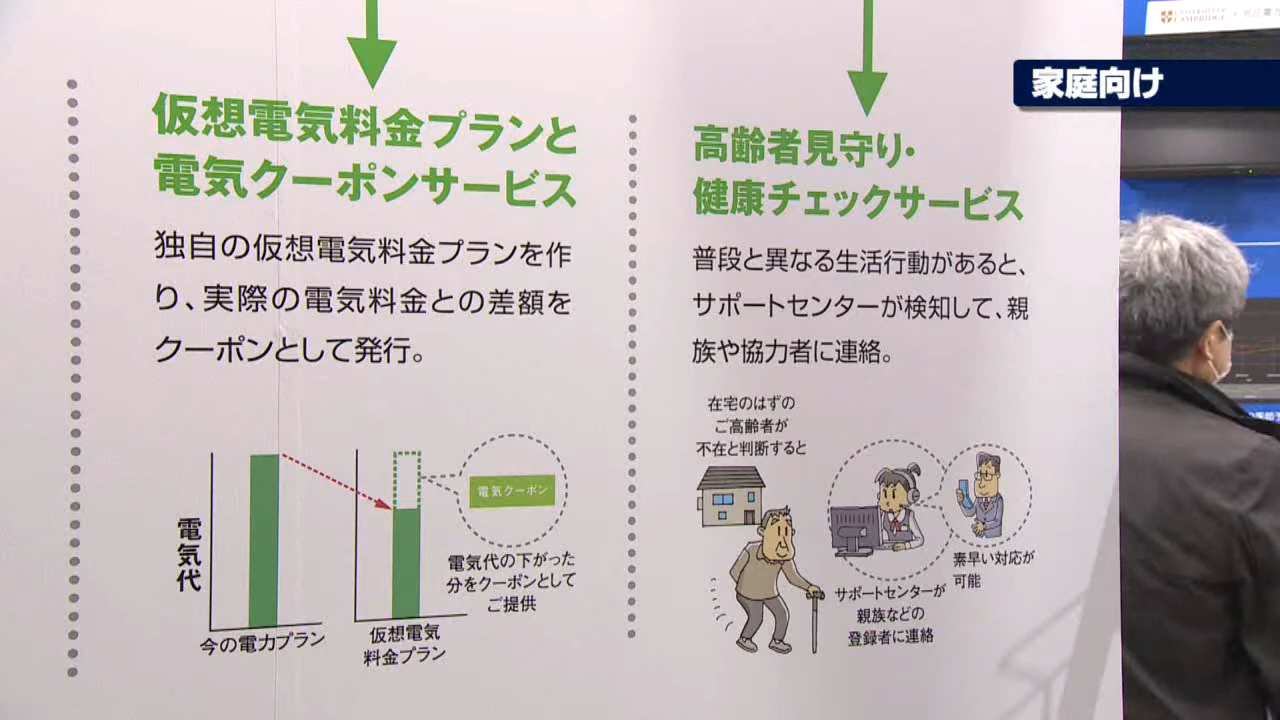 UNIVERSITY OF
CAMBRIDGE
家庭向け
仮想電気料金プランと
電気クーポンサービス
独自の仮想電気料金プランを作
り、実際の電気料金との差額を
クーポンとして発行。
電気代
今の電力プラン
仮想電気
料金プラン
電気クーポン
電気代の下がった
分をクーポンとして
ご提供
高齢者見守り・
健康チェックサービス
普段と異なる生活行動があると、
サポートセンターが検知して、親
族や協力者に連絡。
在宅のはずの
ご高齢者が
不在と判断すると
サポートセンターが
親族などの
登録者に連絡
素早い対応が
可能